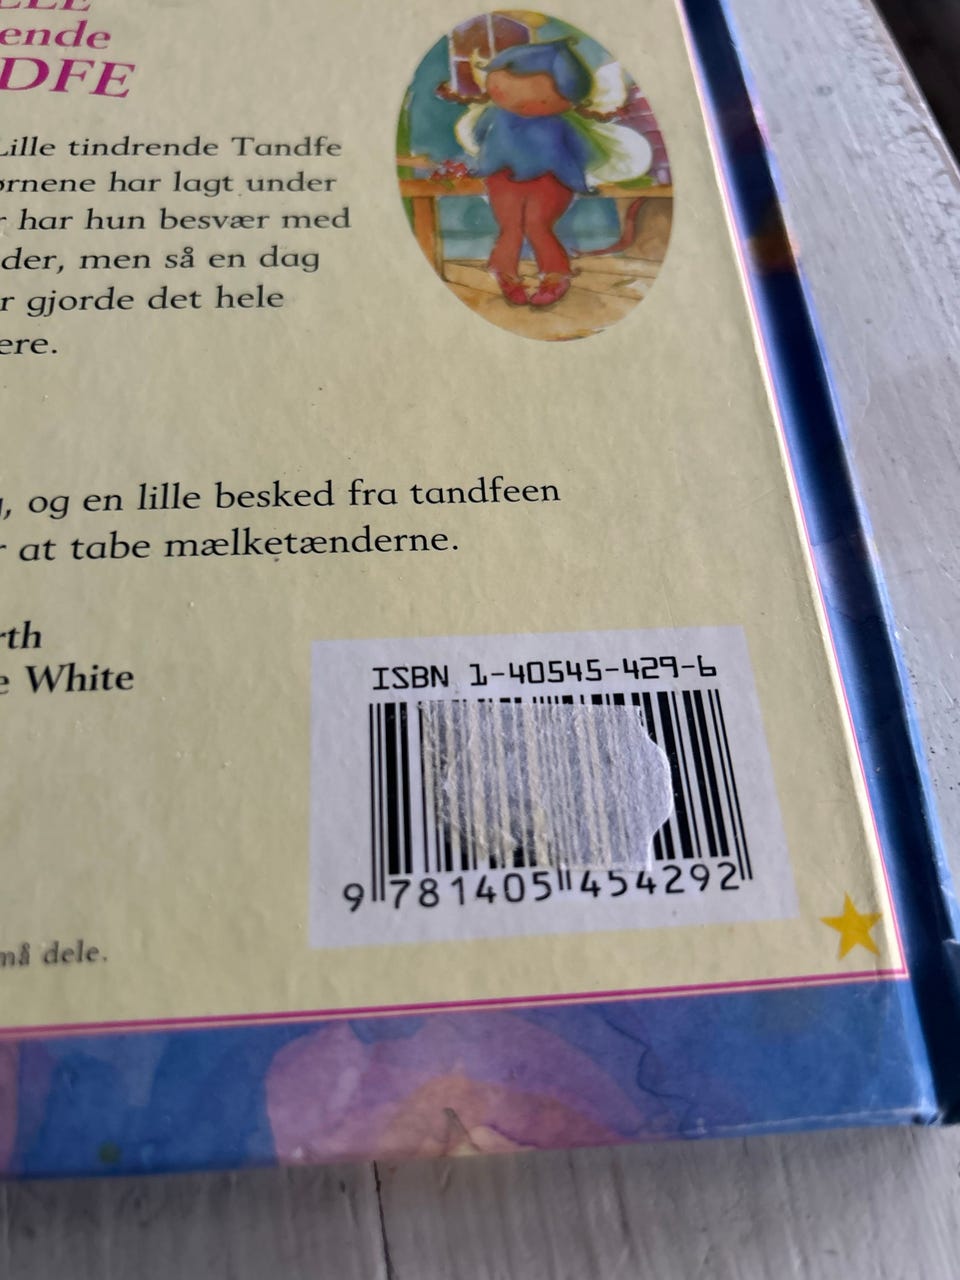 ende
DFE
Lille tindrende Tandfe
ørnene har lagt under
r har hun besvær med
der, men så en dag
r gjorde det hele
ere.
, og en lille besked fra tandfeen
r at tabe mælketænderne.
rth
e White
ISBN 1-40545-429-6
9 781405 454292
må dele.